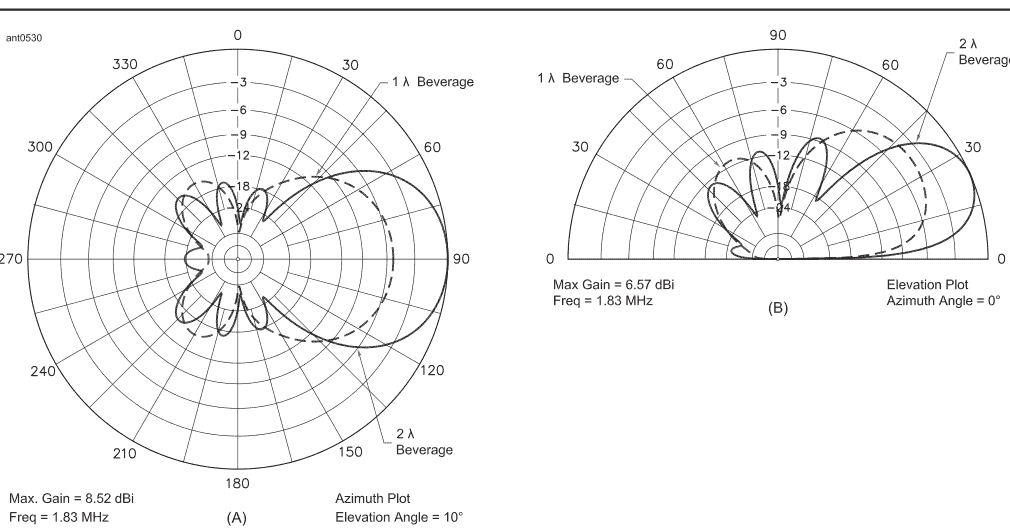 ant0530
0
30
60
90
120
150
180
210
240
270
300
330
-3
-6
-9
-12
-18
-24
1 λ Beverage
2 λ
Beverage
Max. Gain = 8.52 dBi
Freq = 1.83 MHz
(A)
Azimuth Plot
Elevation Angle = 10°
90
60
30
0
60
30
0
-3
-6
-9
-12
1 λ Beverage
2 λ
Beverage
Max Gain = 6.57 dBi
Freq = 1.83 MHz
(B)
Elevation Plot
Azimuth Angle = 0°